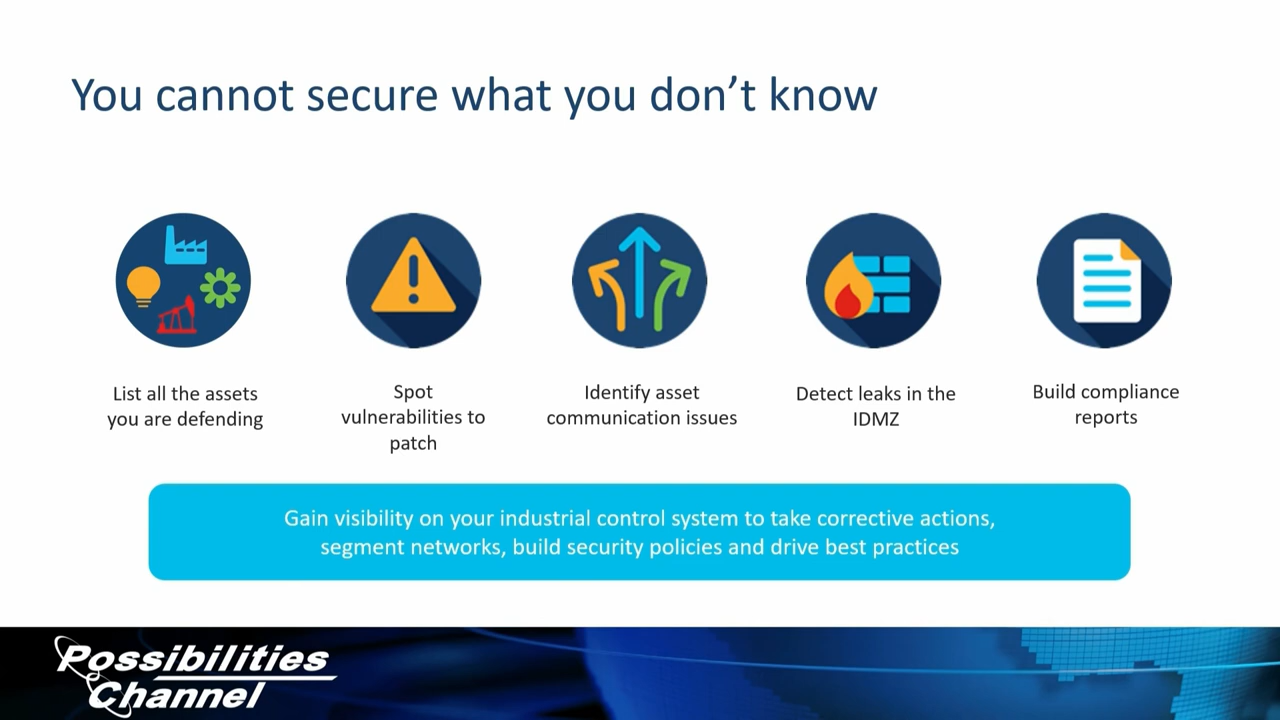 You cannot secure what you don’t know
List all the assets
you are defending
Spot
vulnerabilities to
patch
Identify asset
communication issues
Detect leaks in the
IDMZ
Build compliance
reports
Gain visibility on your industrial control system to take corrective actions,
segment networks, build security policies and drive best practices
Possibilities
Channel